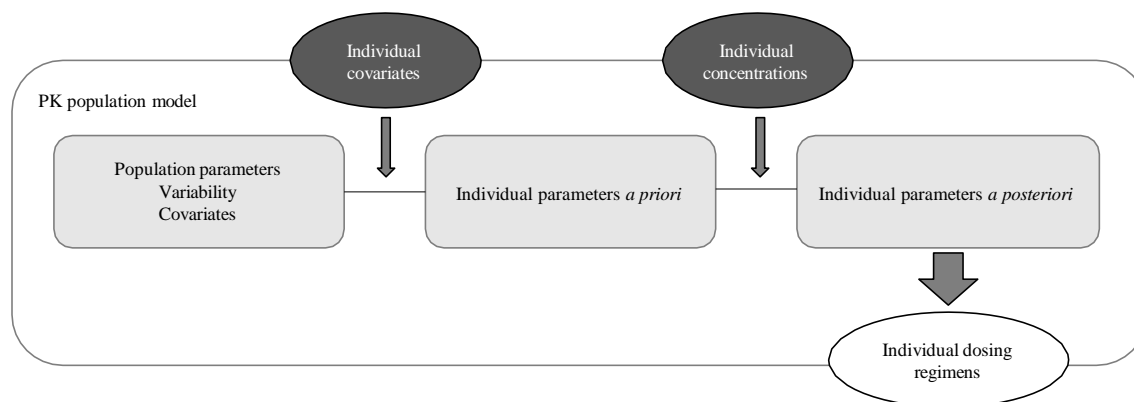 Individual
covariates
Individual
concentrations
PK population model
Population parameters
Variability
Covariates
Individual parameters a priori
Individual parameters a posteriori
Individual dosing
regimens